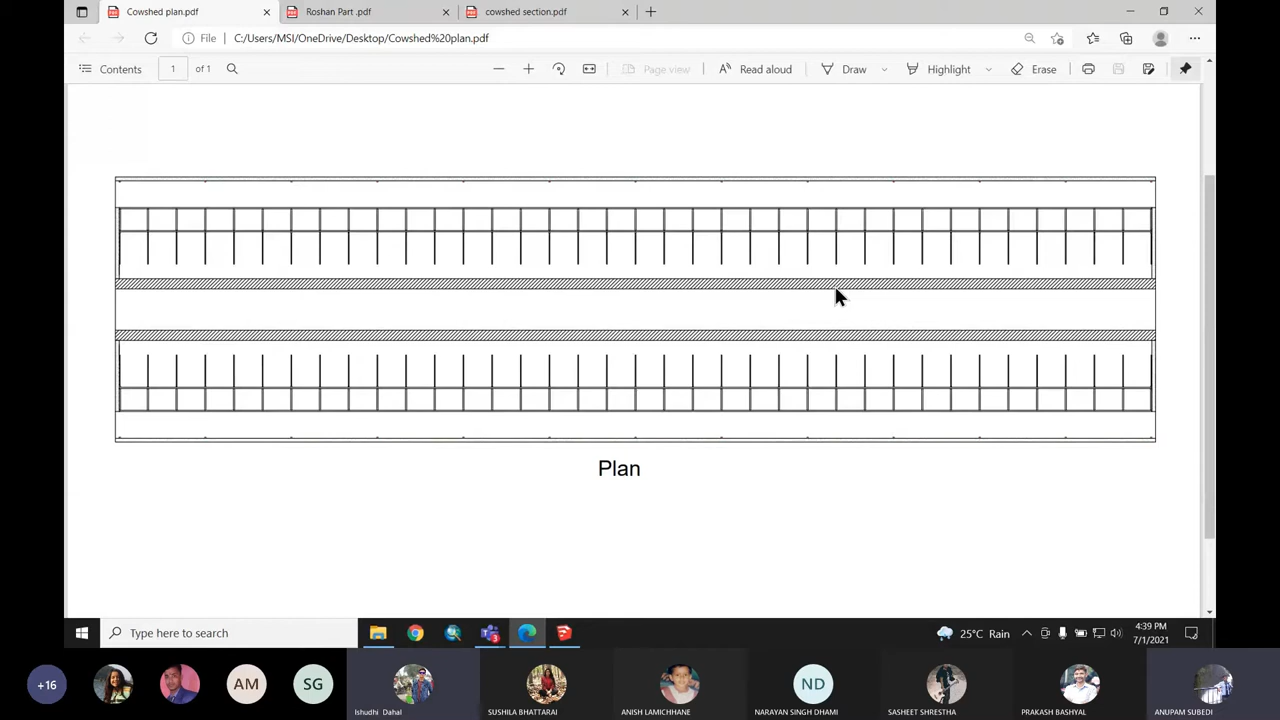 Cowshed plan.pdf
Roshan Part .pdf
cowshed section.pdf
File
C:/Users/MSI/OneDrive/Desktop/Cowshed%20plan.pdf
Contents
1
of 1
Page view
Read aloud
Draw
Highlight
Erase
Plan
Type here to search
3
25°C Rain
4:39 PM
7/1/2021
+16
AM
SG
ND
Ishudhi Dahal
SUSHILA BHATTARAI
ANISH LAMICHHANE
NARAYAN SINGH DHAMI
SASHEET SHRESTHA
PRAKASH BASHYAL
ANUPAM SUBEDI